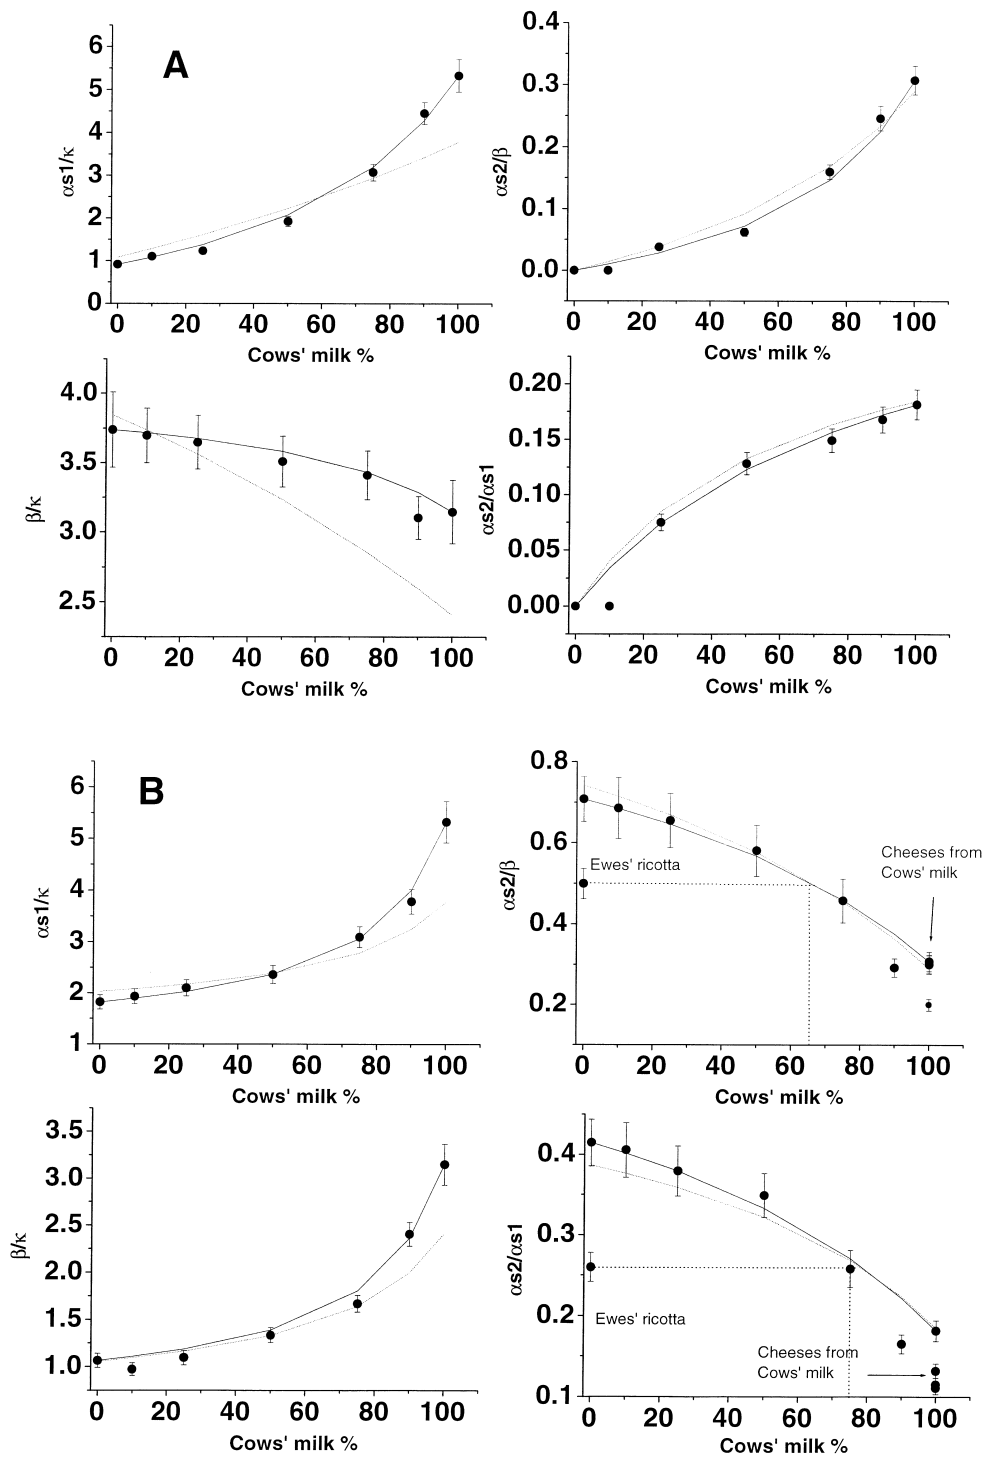 A
αs1/κ
6
5
4
3
2
1
0
0 20 40 60 80 100
Cows' milk %
αs2/β
0.4
0.3
0.2
0.1
0.0
0 20 40 60 80 100
Cows' milk %
β/κ
4.0
3.5
3.0
2.5
0 20 40 60 80 100
Cows' milk %
αs2/αs1
0.20
0.15
0.10
0.05
0.00
0 20 40 60 80 100
Cows' milk %
B
αs1/κ
6
5
4
3
2
1
0 20 40 60 80 100
Cows' milk %
αs2/β
0.8
0.6
0.4
0.2
Ewes' ricotta
Cheeses from
Cows' milk
0 20 40 60 80 100
Cows' milk %
β/κ
3.5
3.0
2.5
2.0
1.5
1.0
0 20 40 60 80 100
Cows' milk %
αs2/αs1
0.4
0.3
0.2
0.1
Ewes' ricotta
Cheeses from
Cows' milk
0 20 40 60 80 100
Cows' milk %